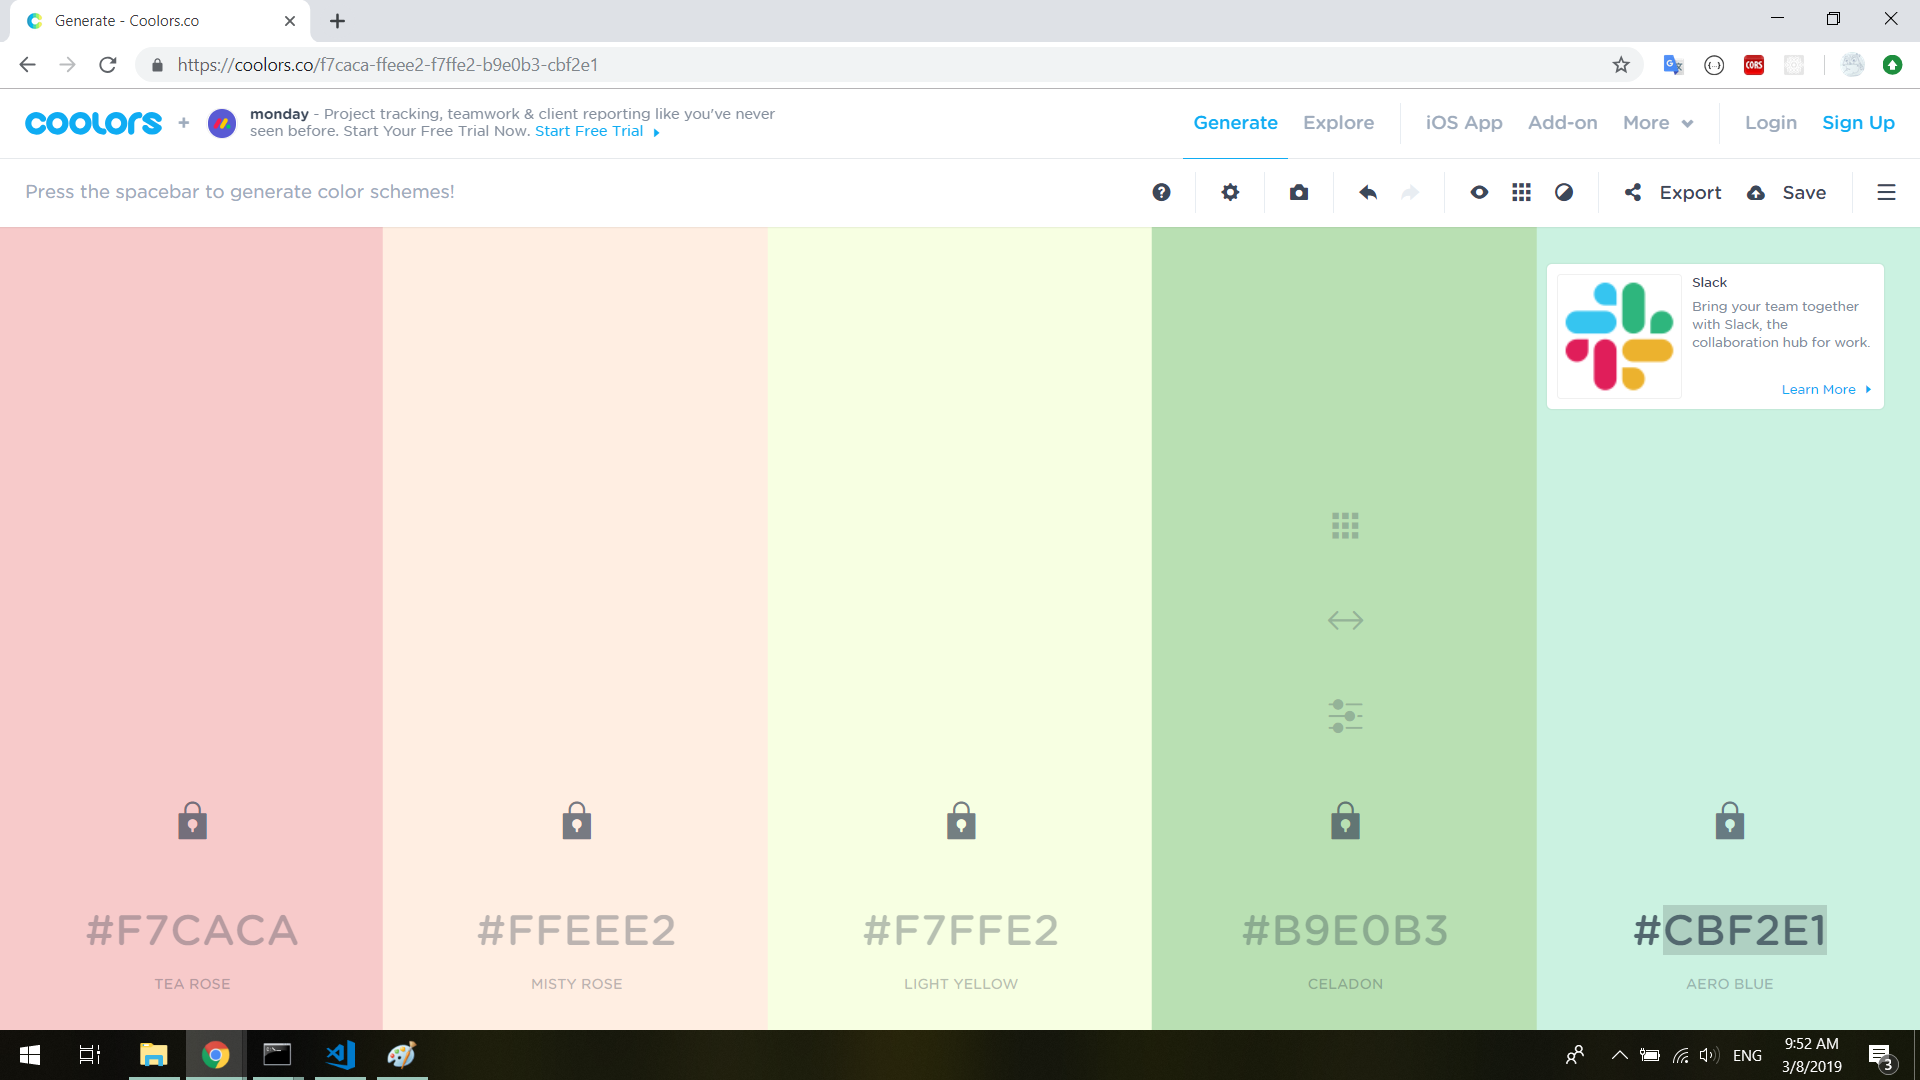 Generate - Coolors.co
https://coolors.co/f7caca-ffeee2-f7ffe2-b9e0b3-cbf2e1
CORS
coolors + monday - Project tracking, teamwork & client reporting like you've never
seen before. Start Your Free Trial Now. Start Free Trial
Generate Explore iOS App Add-on More Login Sign Up
Press the spacebar to generate color schemes!
Export Save
Slack
Bring your team together
with Slack, the
collaboration hub for work.
Learn More
#F7CACA #FFEEE2 #F7FFE2 #B9E0B3 #CBF2E1
TEA ROSE MISTY ROSE LIGHT YELLOW CELADON AERO BLUE
ENG
9:52 AM
3/8/2019
3